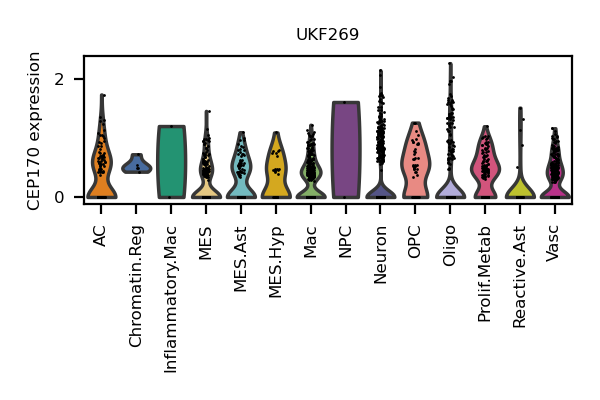 UKF269
CEP170 expression
2
0
AC
Chromatin.Reg
Inflammatory.Mac
MES
MES.Ast
MES.Hyp
Mac
NPC
Neuron
OPC
Oligo
Prolif.Metab
Reactive.Ast
Vasc